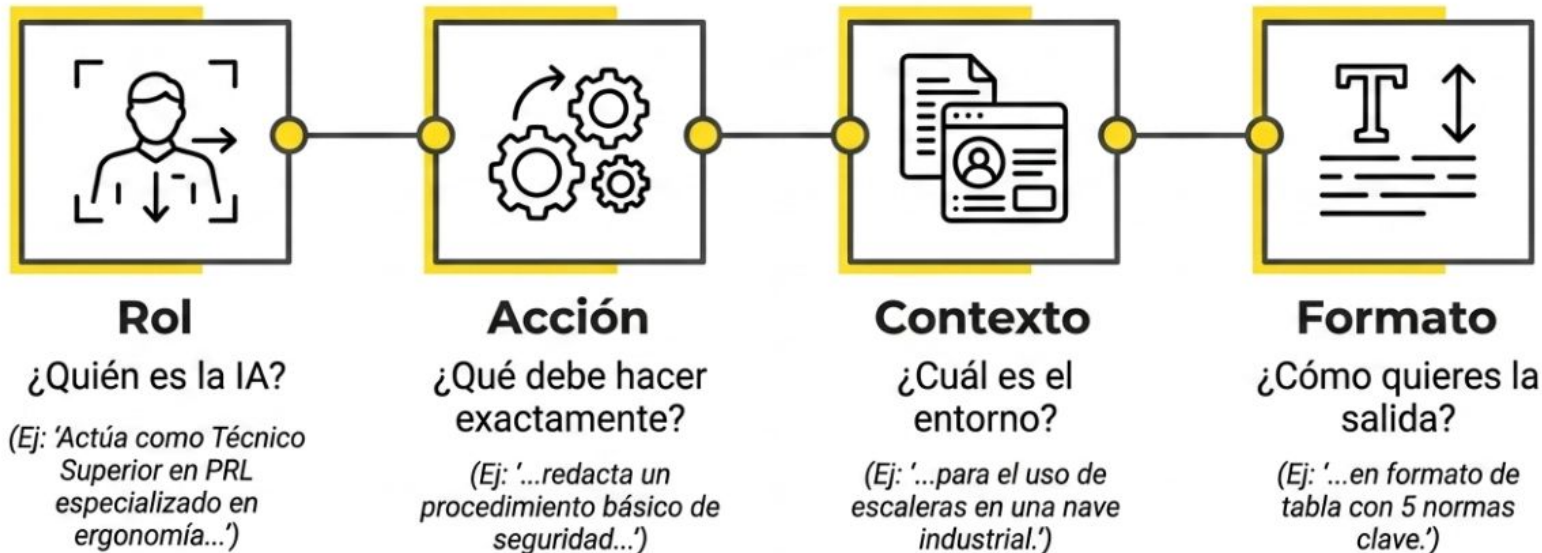 Rol
¿Quién es la IA?
(Ej: ‘Actúa como Técnico
Superior en PRL
especializado en
ergonomía...’)
Acción
¿Qué debe hacer
exactamente?
(Ej: ‘...redacta un
procedimiento básico de
seguridad...’)
Contexto
¿Cuál es el
entorno?
(Ej: ‘...para el uso de
escaleras en una nave
industrial.’)
T
Formato
¿Cómo quieres la
salida?
(Ej: ‘...en formato de
tabla con 5 normas
clave.’)